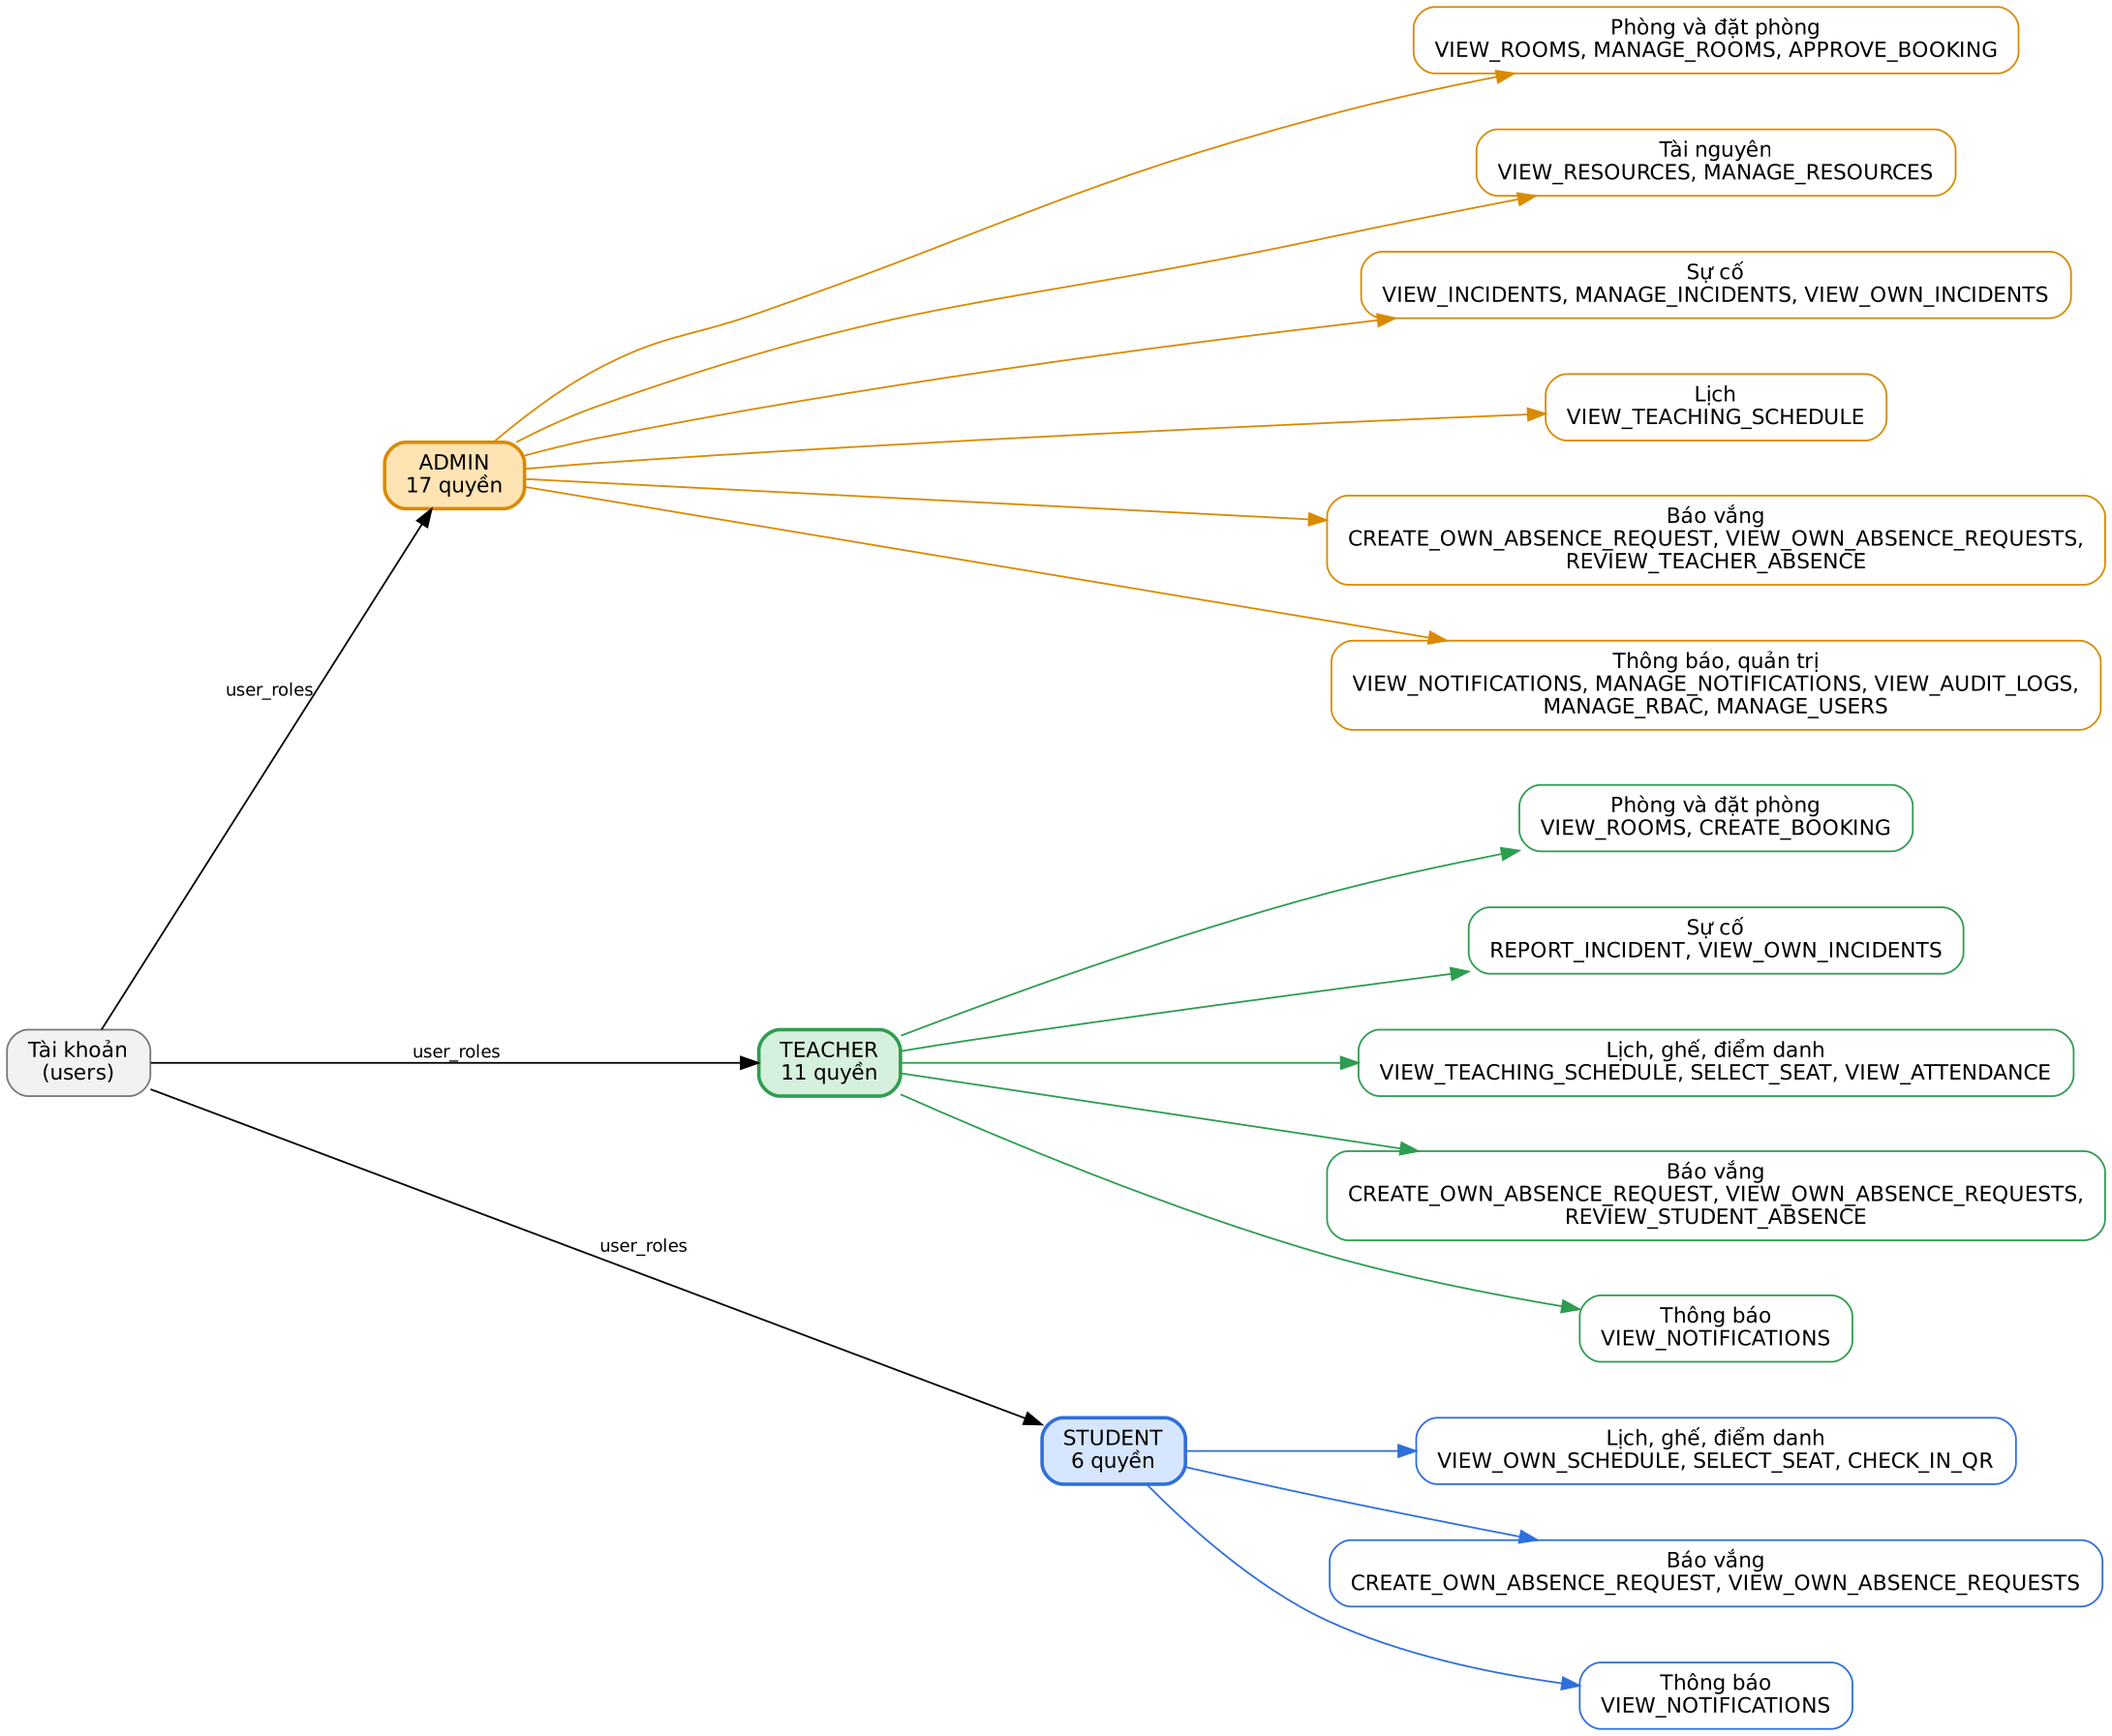 Phòng và đặt phòng
VIEW_ROOMS, MANAGE_ROOMS, APPROVE_BOOKING
Tài nguyên
VIEW_RESOURCES, MANAGE_RESOURCES
Sự cố
VIEW_INCIDENTS, MANAGE_INCIDENTS, VIEW_OWN_INCIDENTS
Lịch
VIEW_TEACHING_SCHEDULE
ADMIN
17 quyền
Báo vắng
CREATE_OWN_ABSENCE_REQUEST, VIEW_OWN_ABSENCE_REQUESTS,
REVIEW_TEACHER_ABSENCE
Thông báo, quản trị
VIEW_NOTIFICATIONS, MANAGE_NOTIFICATIONS, VIEW_AUDIT_LOGS,
MANAGE_RBAC, MANAGE_USERS
user_roles
Phòng và đặt phòng
VIEW_ROOMS, CREATE_BOOKING
Sự cố
REPORT_INCIDENT, VIEW_OWN_INCIDENTS
Tài khoản
(users)
user_roles
TEACHER
11 quyền
Lịch, ghế, điểm danh
VIEW_TEACHING_SCHEDULE, SELECT_SEAT, VIEW_ATTENDANCE
Báo vắng
CREATE_OWN_ABSENCE_REQUEST, VIEW_OWN_ABSENCE_REQUESTS,
REVIEW_STUDENT_ABSENCE
user_roles
Thông báo
VIEW_NOTIFICATIONS
STUDENT
6 quyền
Lịch, ghế, điểm danh
VIEW_OWN_SCHEDULE, SELECT_SEAT, CHECK_IN_QR
Báo vắng
CREATE_OWN_ABSENCE_REQUEST, VIEW_OWN_ABSENCE_REQUESTS
Thông báo
VIEW_NOTIFICATIONS